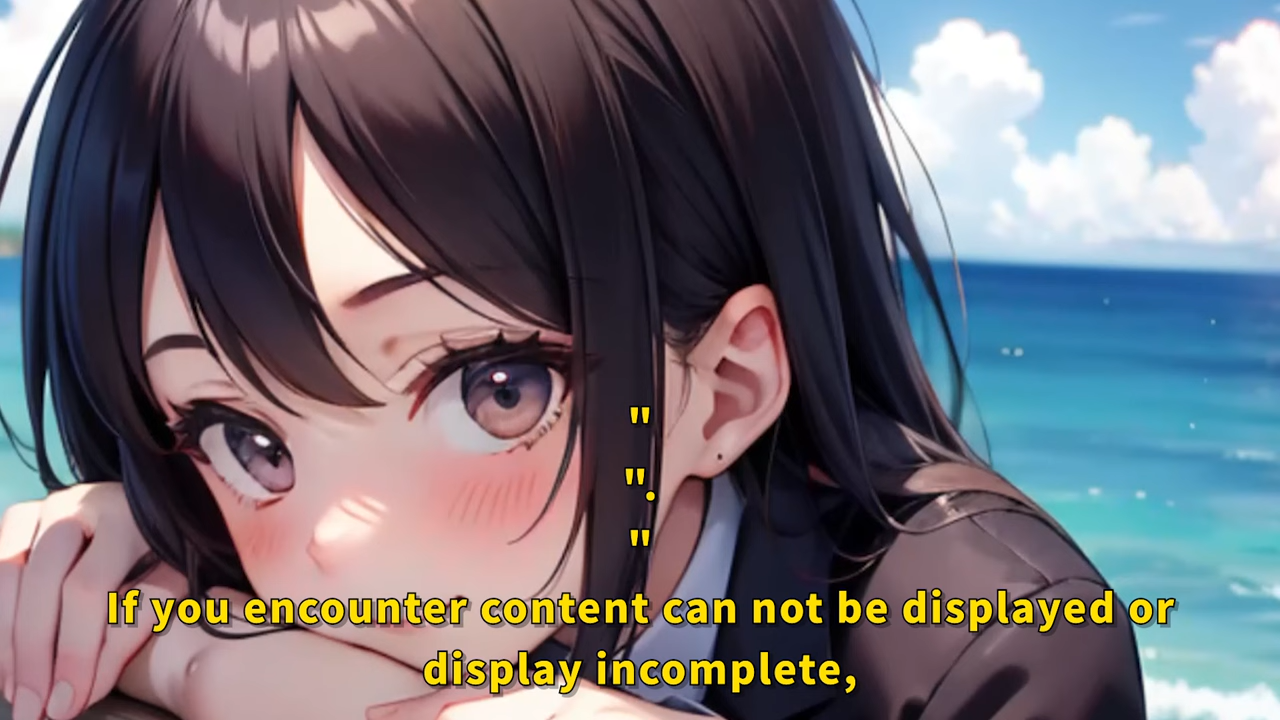 "
".
"
If you encounter content can not be displayed or
display incomplete,